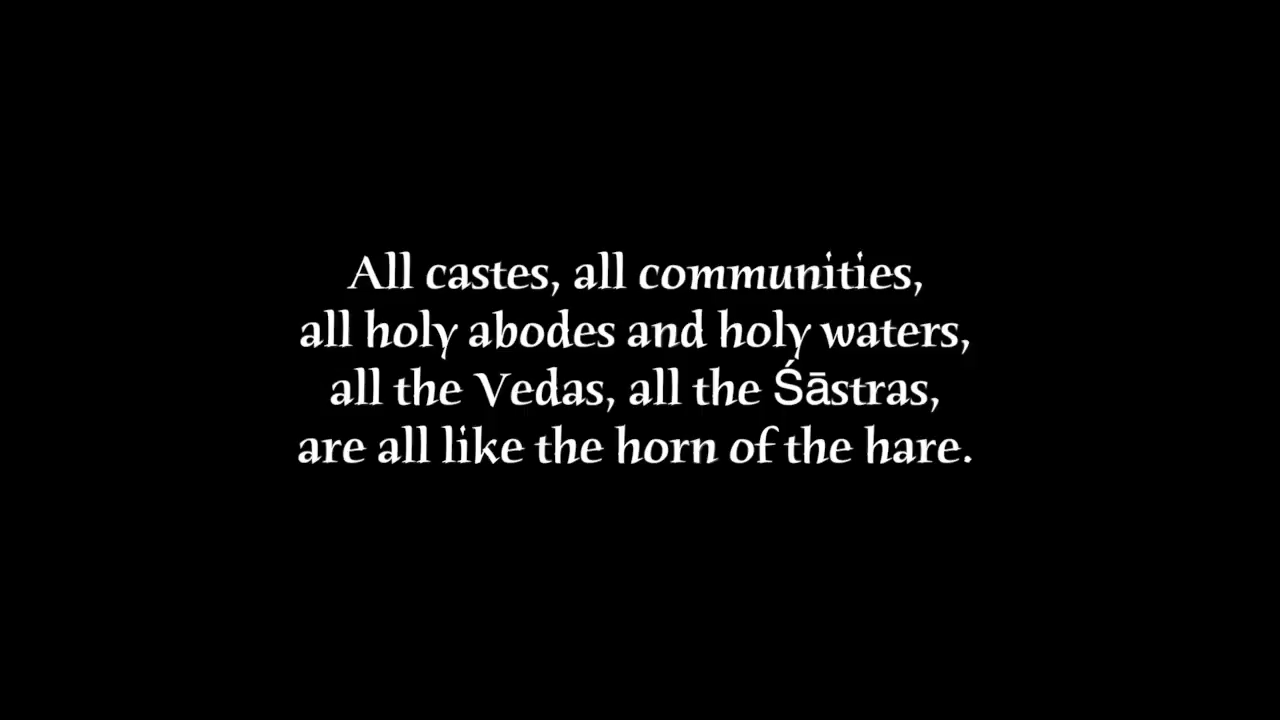 All castes, all communities,
all holy abodes and holy waters,
all the Vedas, all the Śāstras,
are all like the horn of the hare.